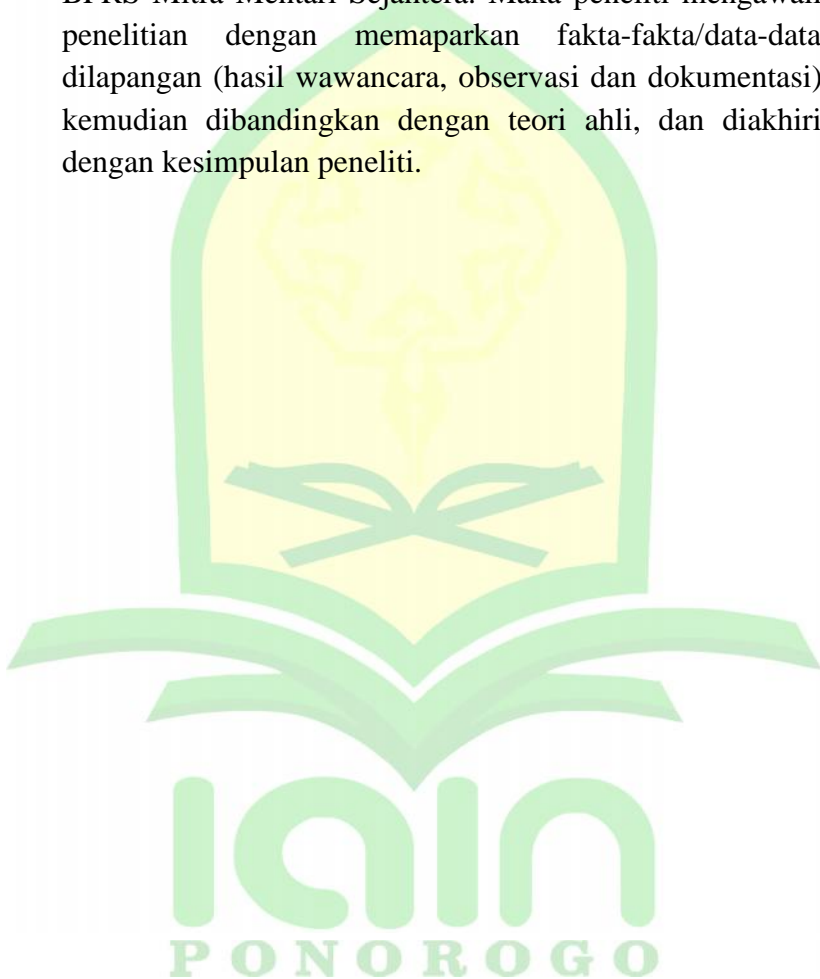 BPRS Mitra Mentari Sejahtera. Maka peneliti mengawali
penelitian dengan memaparkan fakta-fakta/data-data
dilapangan (hasil wawancara, observasi dan dokumentasi)
kemudian dibandingkan dengan teori ahli, dan diakhiri
dengan kesimpulan peneliti.
iain
PONOROGO